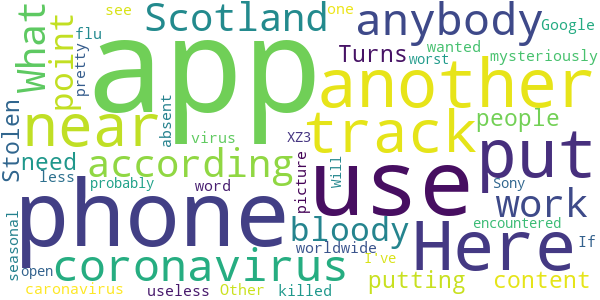 see
one
Scotland
anybody
Google
What
point
flu
pretty
Turns
wanted
mysteriously
worst
app
another
Stolen
near
absent
track
people
virus
XZ3
put
need
according
picture
Will
less
probably
word
Sony
phone
use
work
seasonal
bloody
encountered
Here
worldwide
If
open
coronavirus
I've
putting
content
caronavirus
useless
Other
killed